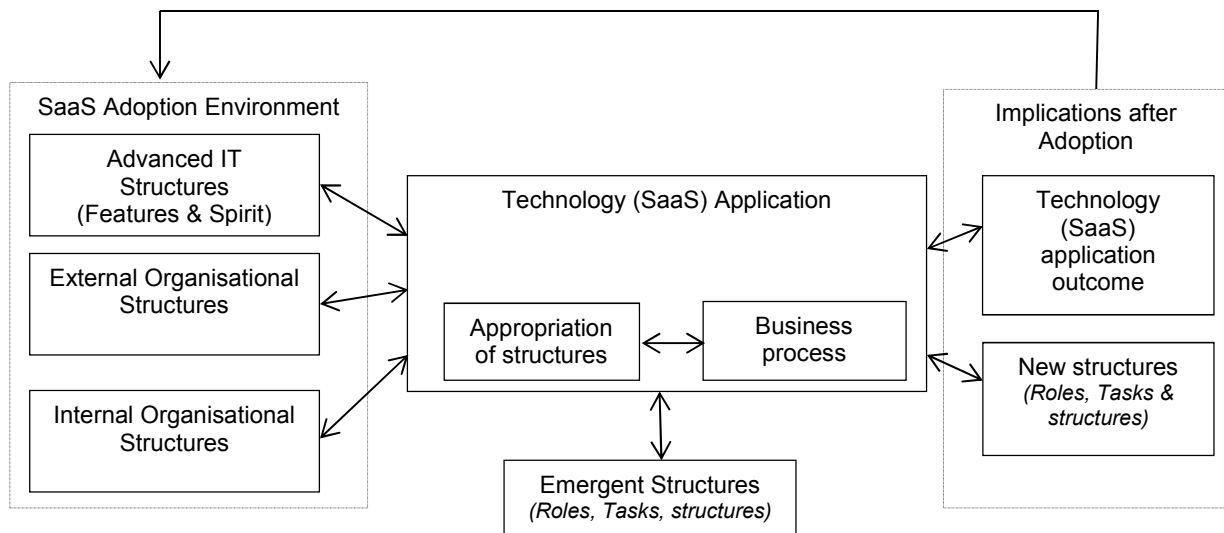 SaaS Adoption Environment
Advanced IT
Structures
(Features & Spirit)
External Organisational
Structures
Internal Organisational
Structures
Technology (SaaS) Application
Appropriation
of structures
Business
process
Emergent Structures
(Roles, Tasks, structures)
Implications after
Adoption
Technology
(SaaS)
application
outcome
New structures
(Roles, Tasks &
structures)